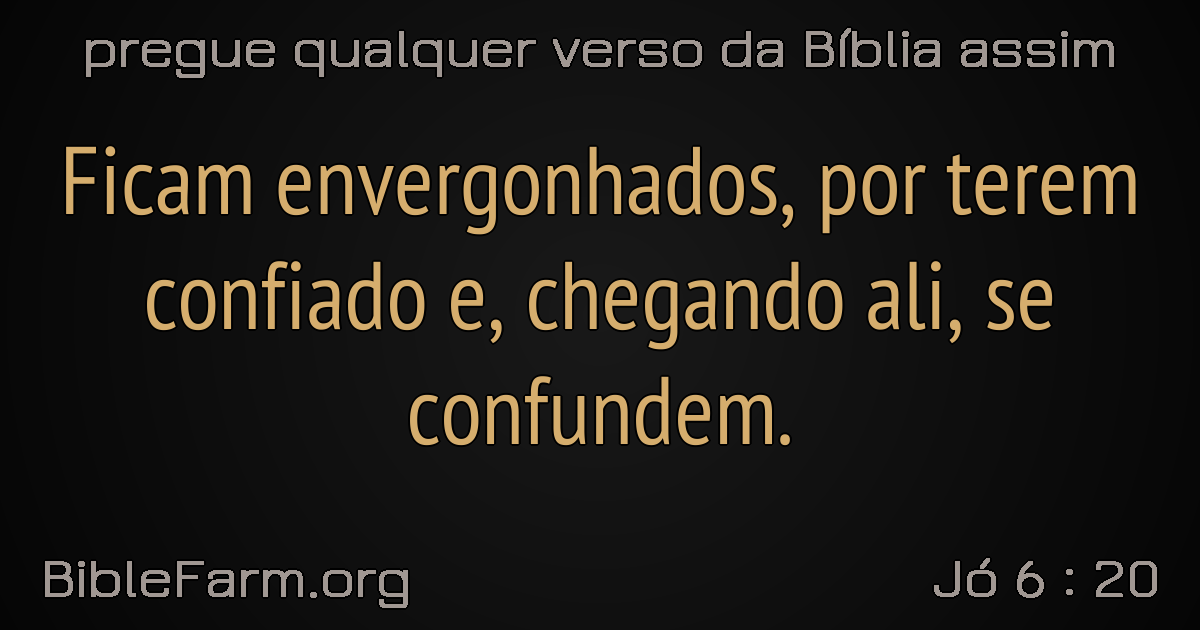 pregue qualquer verso da Bíblia assim
Ficam envergonhados, por terem
confiado e, chegando ali, se
confundem.
BibleFarm.org
Jó 6 : 20